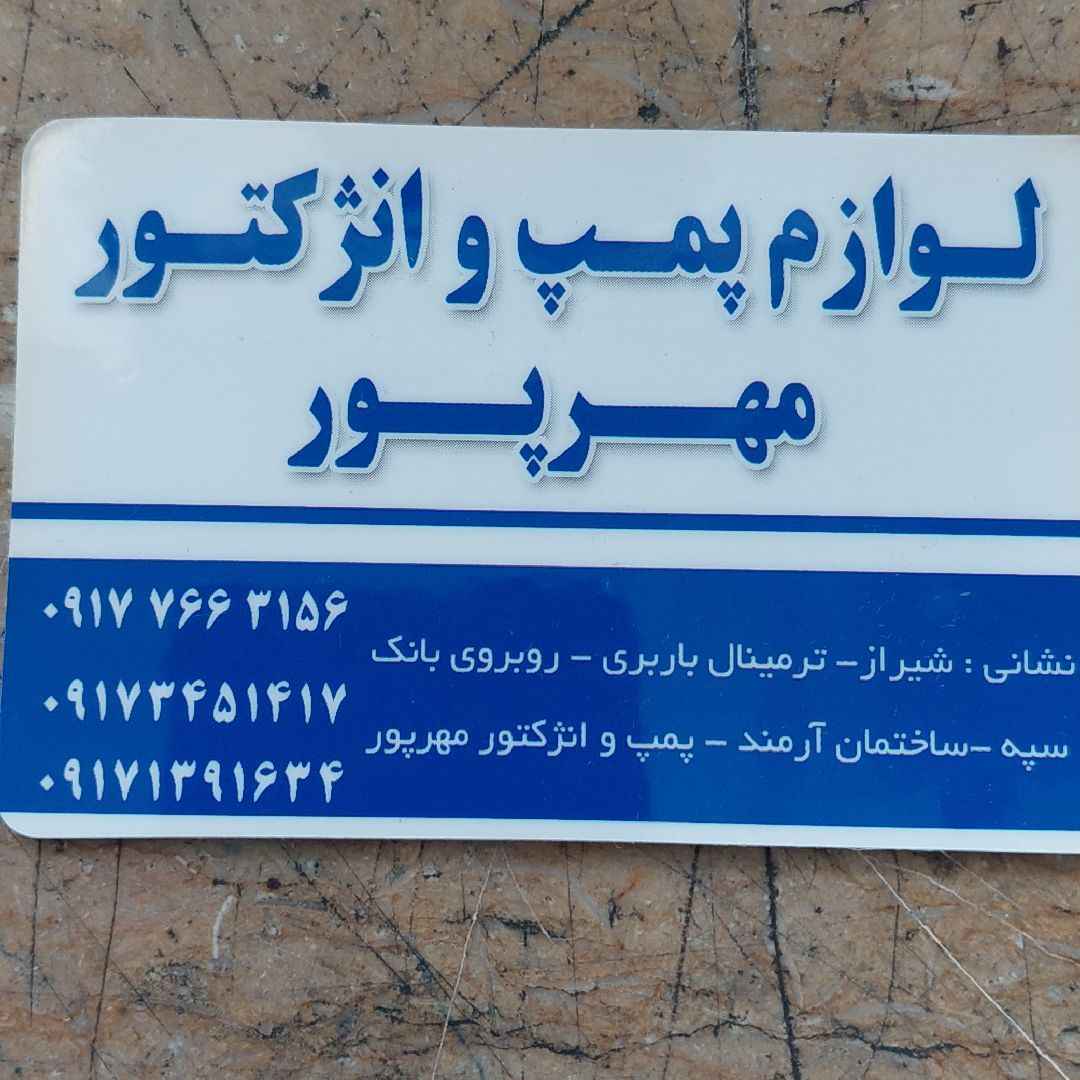 لوازم پمپ و انژکتور
مهرپور
۰۹۱۷ ۷۶۶ ۳۱۵۶
۰۹۱۷۳۴۵۱۴۱۷
۰۹۱۷۱۳۹۱۶۳۴
نشانی : شیراز - ترمینال باربری - روبروی بانک
سپه - ساختمان آرمند - پمپ و انژکتور مهرپور